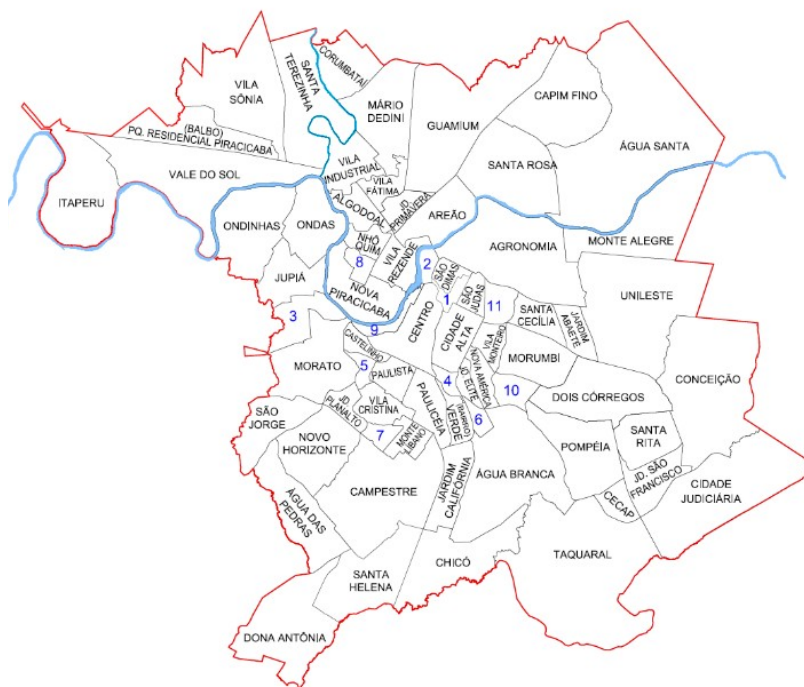 CORUMBATAÍ
SANTA
TEREZINHA
VILA
SÔNIA
MÁRIO
DEDINI
CAPIM FINO
GUAMIUM
(BALBO)
PQ. RESIDENCIAL PIRACICABA
ÁGUA SANTA
SANTA ROSA
VILA
INDUSTRIAL
VALE DO SOL
VILA
FÁTIMA
ITAPERU
ALGODOAL
JD.
PRIMAVERA
AREÃO
ONDINHAS
ONDAS
NHÔ
QUIM
VILA
REZENDE
AGRONOMIA
MONTE ALEGRE
8
2
SÃO
DIMAS
JUPIÁ
NOVA
PIRACICABA
1
SÃO
JUDAS
11
UNILESTE
3
9
CENTRO
CIDADE
ALTA
SANTA
CECÍLIA
JARDIM
ABAETÉ
VILA
MONTEIRO
CASTELINHO
MORATO
5
PAULISTA
MORUMBI
CONCEIÇÃO
4
JD.
ELITE
NOVA
AMÉRICA
10
DOIS CÓRREGOS
JD.
PLANALTO
VILA
CRISTINA
PAULICÉIA
(BAIRRO)
VERDE
6
SÃO
JORGE
7
MONTE
LÍBANO
NOVO
HORIZONTE
POMPÉIA
SANTA
RITA
ÁGUA BRANCA
JARDIM
CALIFÓRNIA
JD. SÃO
FRANCISCO
CIDADE
JUDICIÁRIA
CAMPESTRE
ÁGUA DAS
PEDRAS
CECAP
TAQUARAL
CHICÓ
SANTA
HELENA
DONA ANTÔNIA